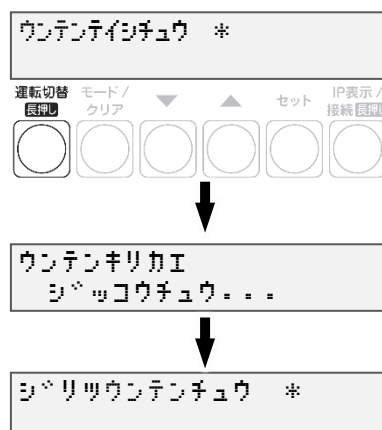 ウンテンテイシチュウ *
運転切替 モード/ ▼ ▲ セット IP表示/
長押し クリア 接続 長押し
ウンテンキリカエ
ジッコウチュウ...
ジリツウンテンチュウ *